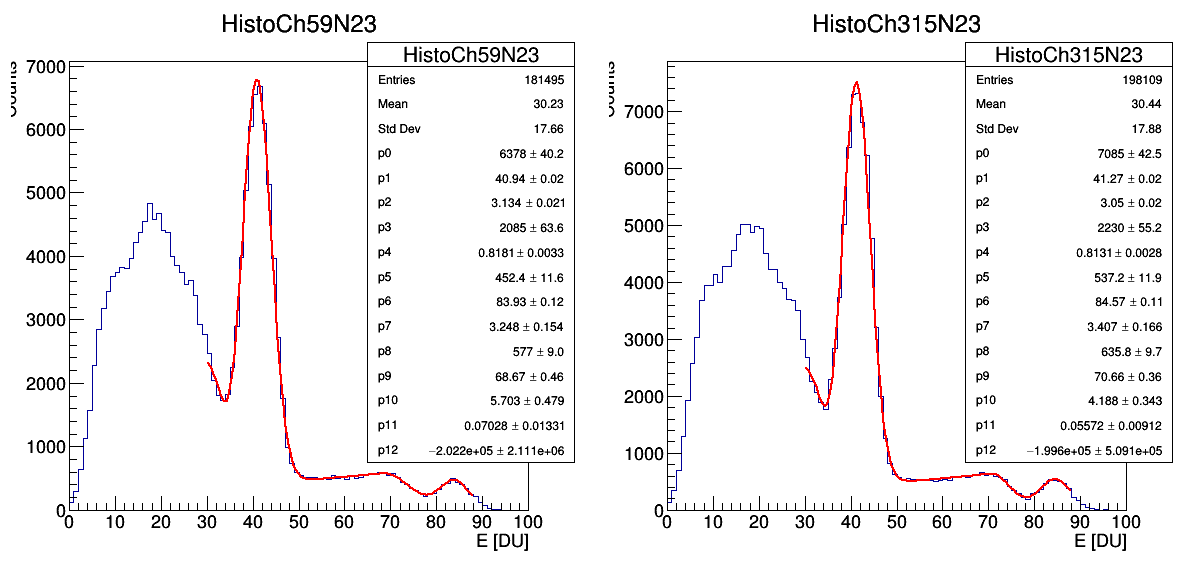 HistoCh59N23
HistoCh59N23
Entries 181495
Mean 30.23
Std Dev 17.66
p0 6378 ± 40.2
p1 40.94 ± 0.02
p2 3.134 ± 0.021
p3 2085 ± 63.6
p4 0.8181 ± 0.0033
p5 452.4 ± 11.6
p6 83.93 ± 0.12
p7 3.248 ± 0.154
p8 577 ± 9.0
p9 68.67 ± 0.46
p10 5.703 ± 0.479
p11 0.07028 ± 0.01331
p12 −2.022e+05 ± 2.111e+06
7000
6000
5000
4000
3000
2000
1000
0
0 10 20 30 40 50 60 70 80 90 100
E [DU]
HistoCh315N23
HistoCh315N23
Entries 198109
Mean 30.44
Std Dev 17.88
p0 7085 ± 42.5
p1 41.27 ± 0.02
p2 3.05 ± 0.02
p3 2230 ± 55.2
p4 0.8131 ± 0.0028
p5 537.2 ± 11.9
p6 84.57 ± 0.11
p7 3.407 ± 0.166
p8 635.8 ± 9.7
p9 70.66 ± 0.36
p10 4.188 ± 0.343
p11 0.05572 ± 0.00912
p12 −1.996e+05 ± 5.091e+05
7000
6000
5000
4000
3000
2000
1000
0
0 10 20 30 40 50 60 70 80 90 100
E [DU]